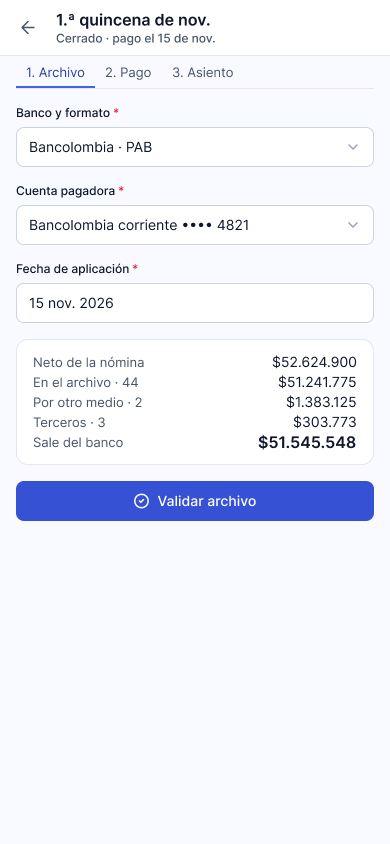 1.ª quincena de nov.
Cerrado · pago el 15 de nov.
1. Archivo 2. Pago 3. Asiento
Banco y formato *
Bancolombia · PAB
Cuenta pagadora *
Bancolombia corriente •••• 4821
Fecha de aplicación *
15 nov. 2026
Neto de la nómina $52.624.900
En el archivo · 44 $51.241.775
Por otro medio · 2 $1.383.125
Terceros · 3 $303.773
Sale del banco $51.545.548
Validar archivo